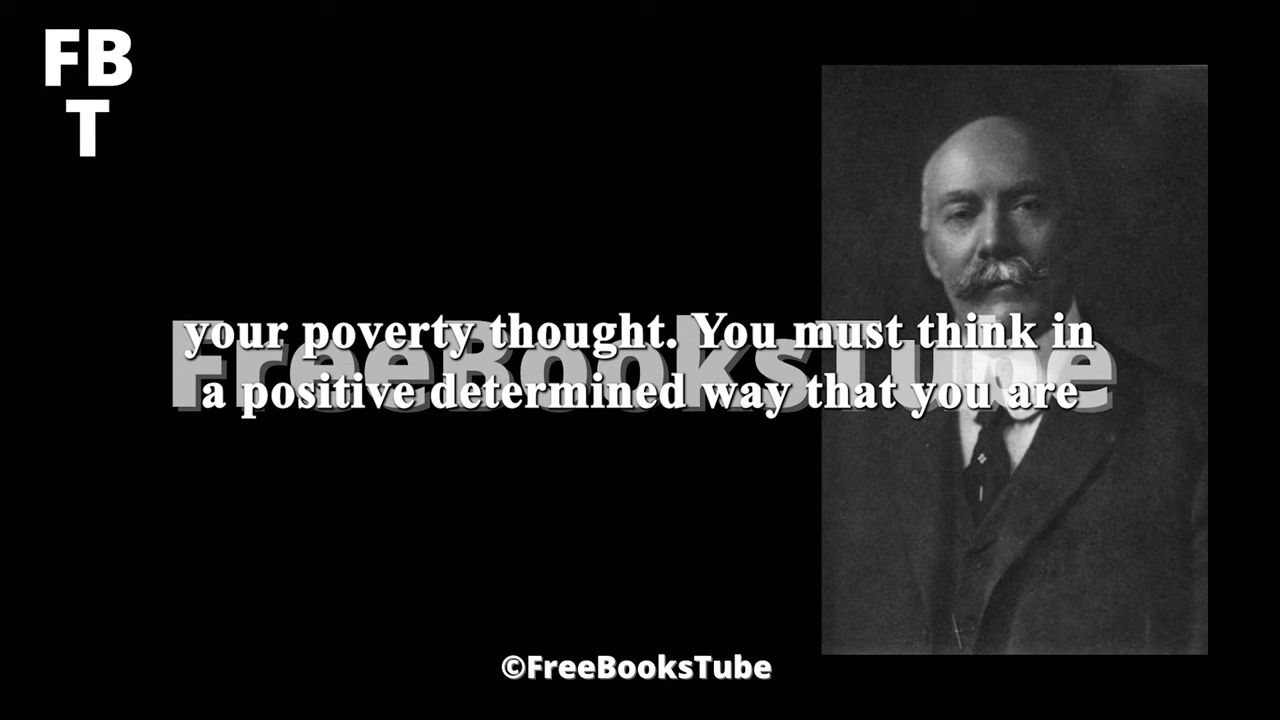 FB
T
FreeBooksTube
your poverty thought. You must think in
a positive determined way that you are
©FreeBooksTube